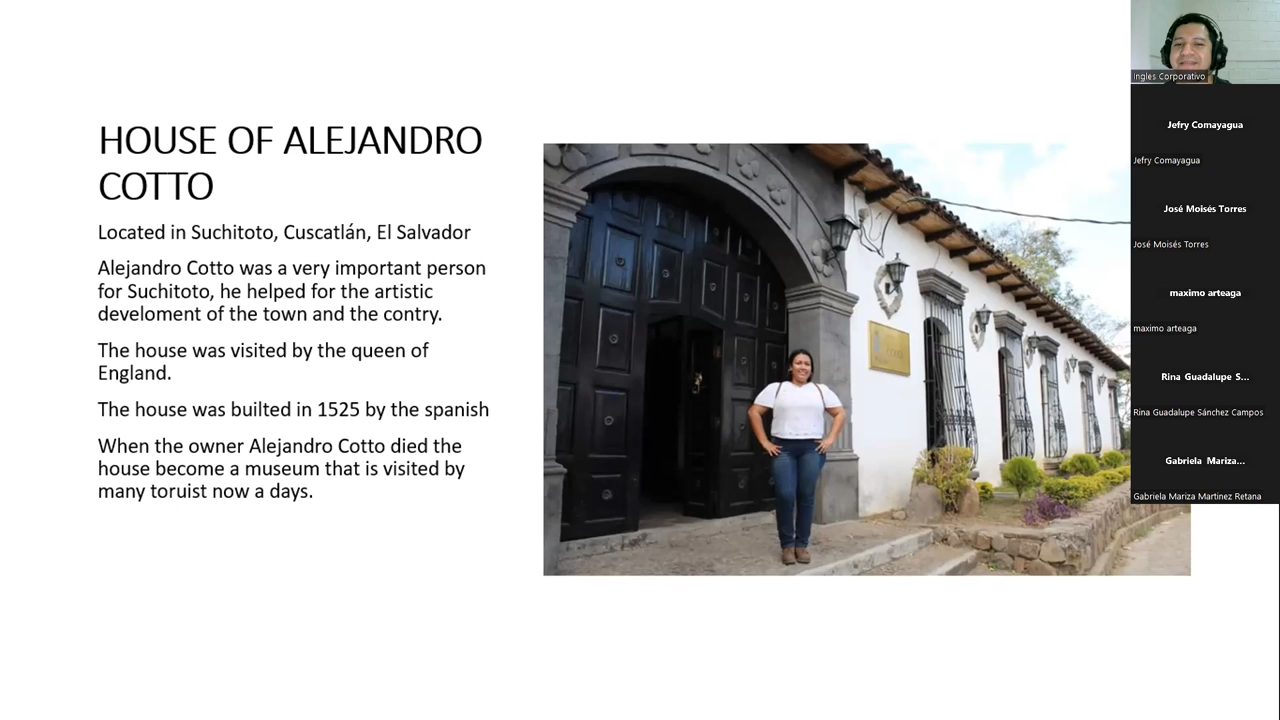 HOUSE OF ALEJANDRO
COTTO
Located in Suchitoto, Cuscatlán, El Salvador
Alejandro Cotto was a very important person
for Suchitoto, he helped for the artistic
develoment of the town and the contry.
The house was visited by the queen of
England.
The house was builted in 1525 by the spanish
When the owner Alejandro Cotto died the
house become a museum that is visited by
many toruist now a days.
Ingles Corporativo
Jefry Comayagua
Jefry Comayagua
José Moisés Torres
José Moisés Torres
maximo arteaga
maximo arteaga
Rina Guadalupe S...
Rina Guadalupe Sánchez Campos
Gabriela Mariza...
Gabriela Mariza Martinez Retana